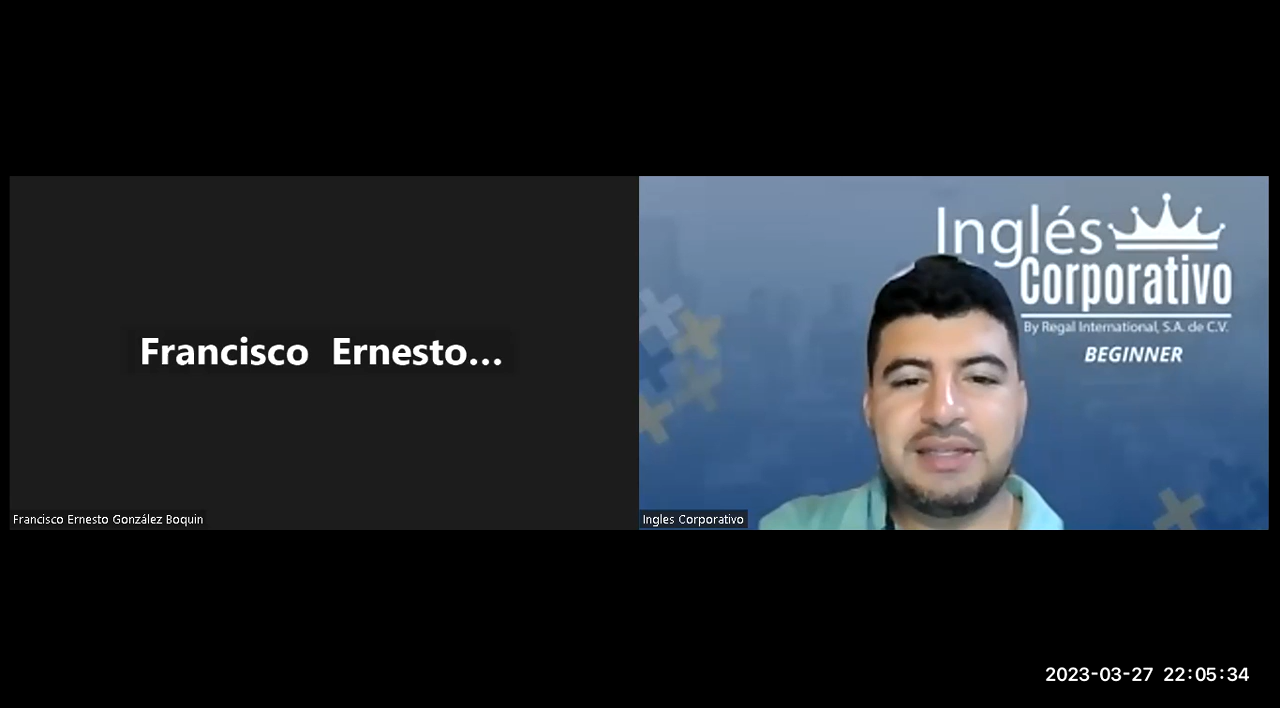 Francisco Ernesto...
Francisco Ernesto González Boquin
Inglés
Corporativo
By Regal International, S.A. de C.V.
BEGINNER
Ingles Corporativo
2023-03-27 22:05:34